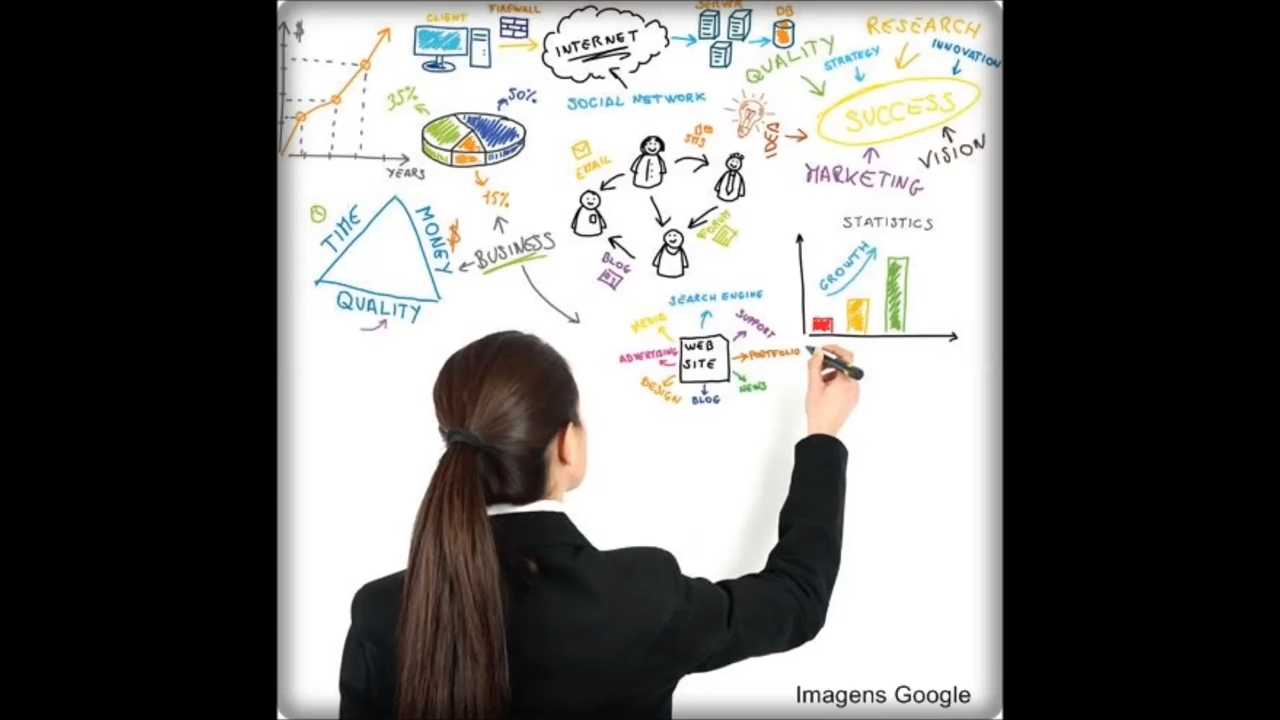 $
YEARS
CLIENT
FIREWALL
INTERNET
SERVER
DB
SOCIAL NETWORK
35%
50%
15%
QUALITY
STRATEGY
RESEARCH
INNOVATION
SUCCESS
IDEA
MARKETING
VISION
EMAIL
SMS
FORUM
BLOG
TIME
MONEY
$
QUALITY
BUSINESS
STATISTICS
GROWTH
SEARCH ENGINE
MEDIA
SUPPORT
ADVERTISING
WEB
SITE
PORTFOLIO
DESIGN
BLOG
NEWS
Imagens Google